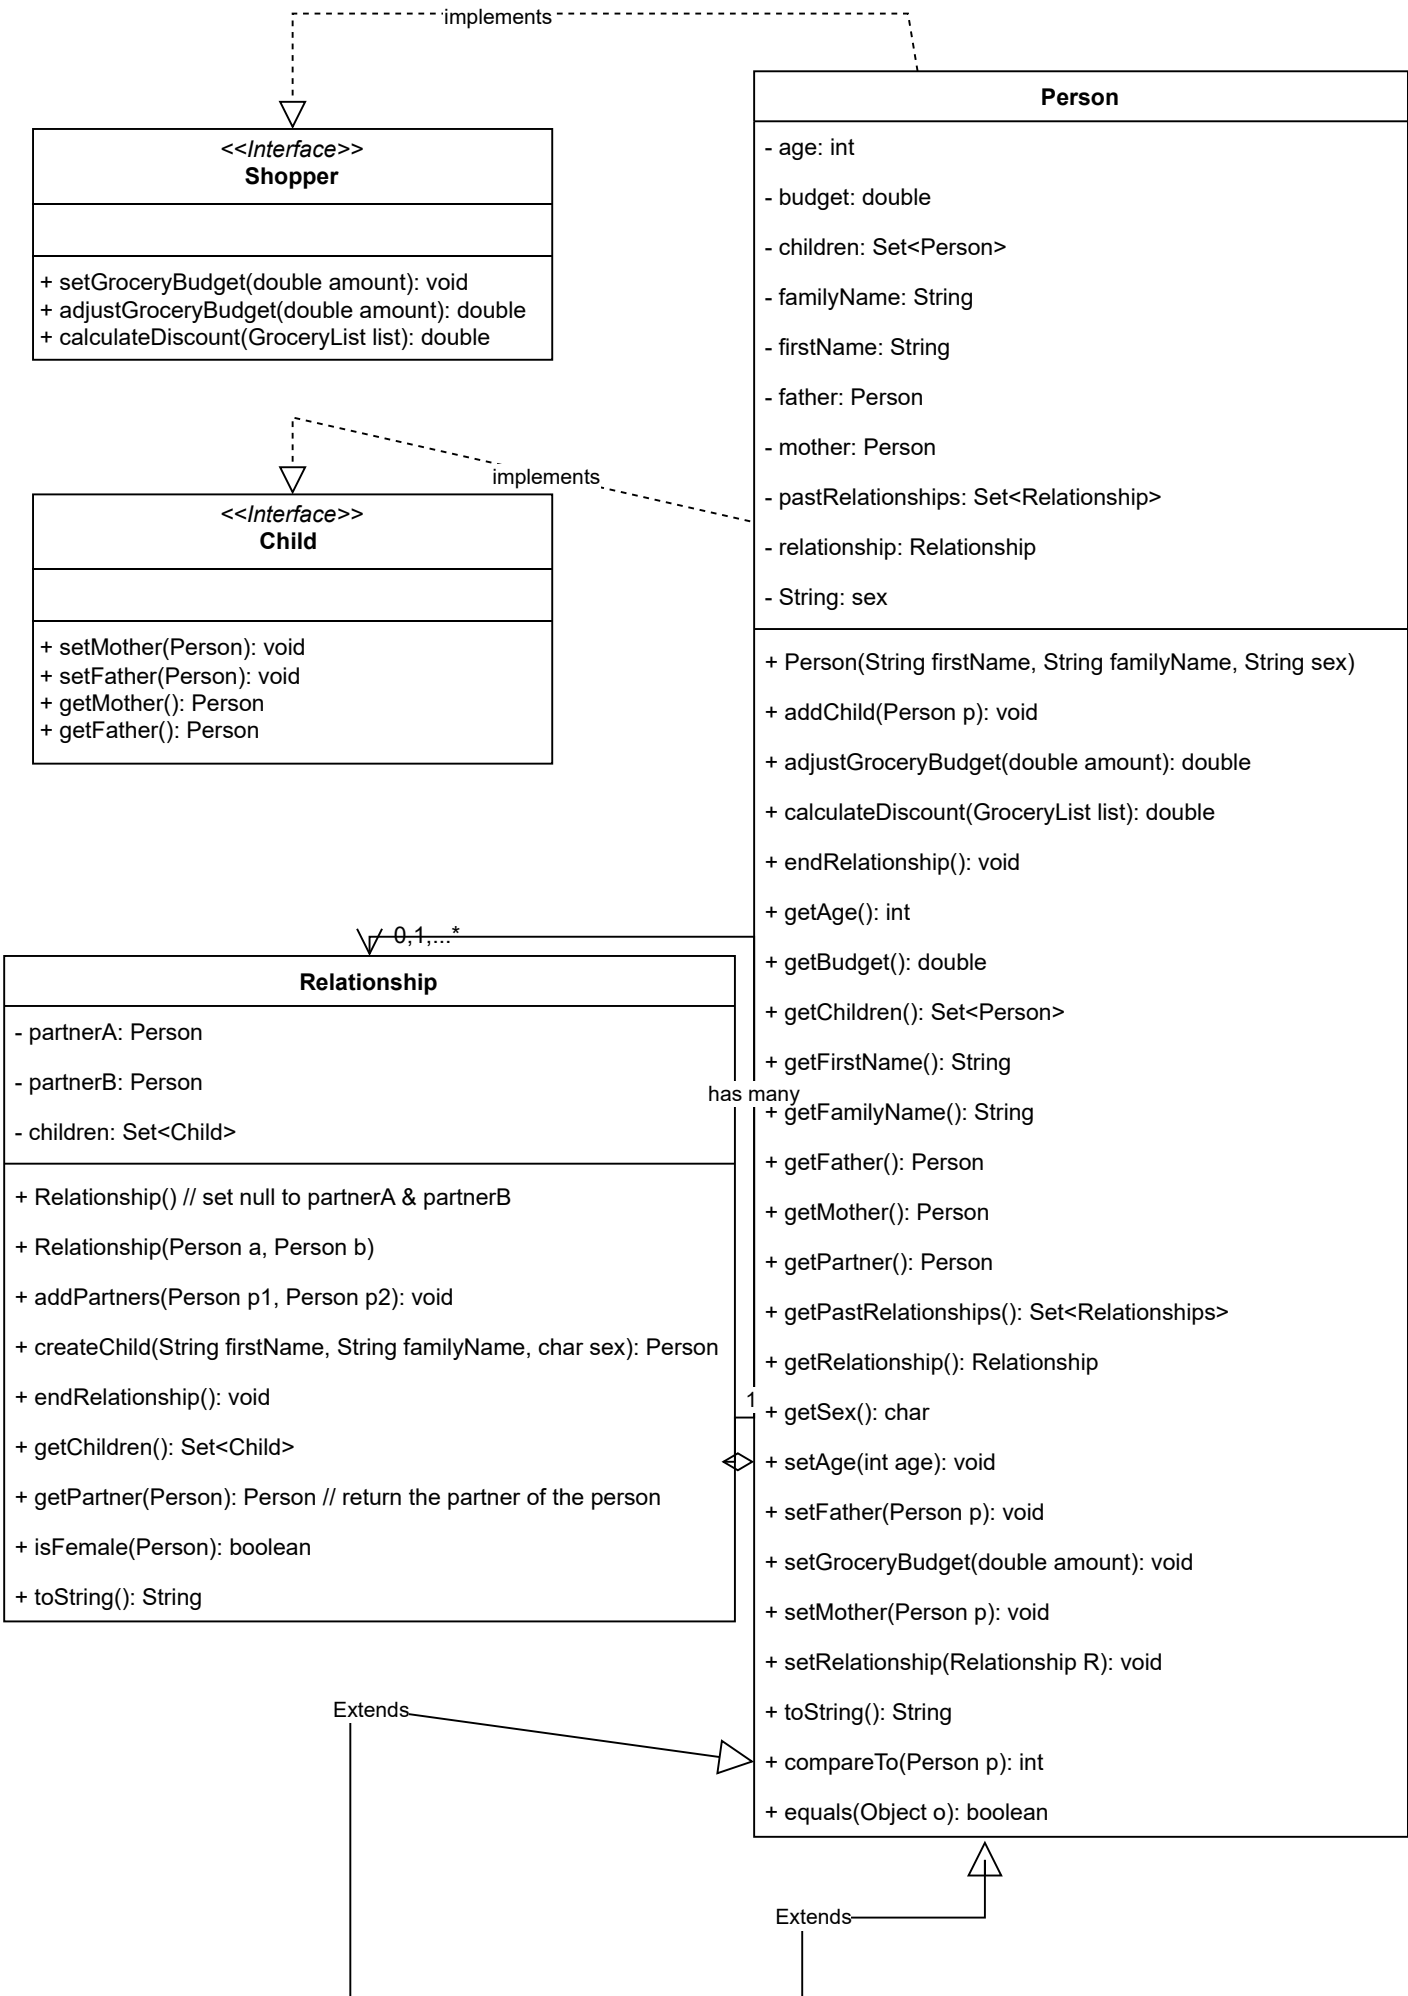 implements
<<Interface>>
Shopper
+ setGroceryBudget(double amount): void
+ adjustGroceryBudget(double amount): double
+ calculateDiscount(GroceryList list): double
implements
<<Interface>>
Child
+ setMother(Person): void
+ setFather(Person): void
+ getMother(): Person
+ getFather(): Person
0,1,...*
Relationship
- partnerA: Person
- partnerB: Person
- children: Set<Child>
+ Relationship() // set null to partnerA & partnerB
+ Relationship(Person a, Person b)
+ addPartners(Person p1, Person p2): void
+ createChild(String firstName, String familyName, char sex): Person
+ endRelationship(): void
+ getChildren(): Set<Child>
+ getPartner(Person): Person // return the partner of the person
+ isFemale(Person): boolean
+ toString(): String
has many
1
Person
- age: int
- budget: double
- children: Set<Person>
- familyName: String
- firstName: String
- father: Person
- mother: Person
- pastRelationships: Set<Relationship>
- relationship: Relationship
- String: sex
+ Person(String firstName, String familyName, String sex)
+ addChild(Person p): void
+ adjustGroceryBudget(double amount): double
+ calculateDiscount(GroceryList list): double
+ endRelationship(): void
+ getAge(): int
+ getBudget(): double
+ getChildren(): Set<Person>
+ getFirstName(): String
+ getFamilyName(): String
+ getFather(): Person
+ getMother(): Person
+ getPartner(): Person
+ getPastRelationships(): Set<Relationships>
+ getRelationship(): Relationship
+ getSex(): char
+ setAge(int age): void
+ setFather(Person p): void
+ setGroceryBudget(double amount): void
+ setMother(Person p): void
+ setRelationship(Relationship R): void
+ toString(): String
+ compareTo(Person p): int
+ equals(Object o): boolean
Extends
Extends